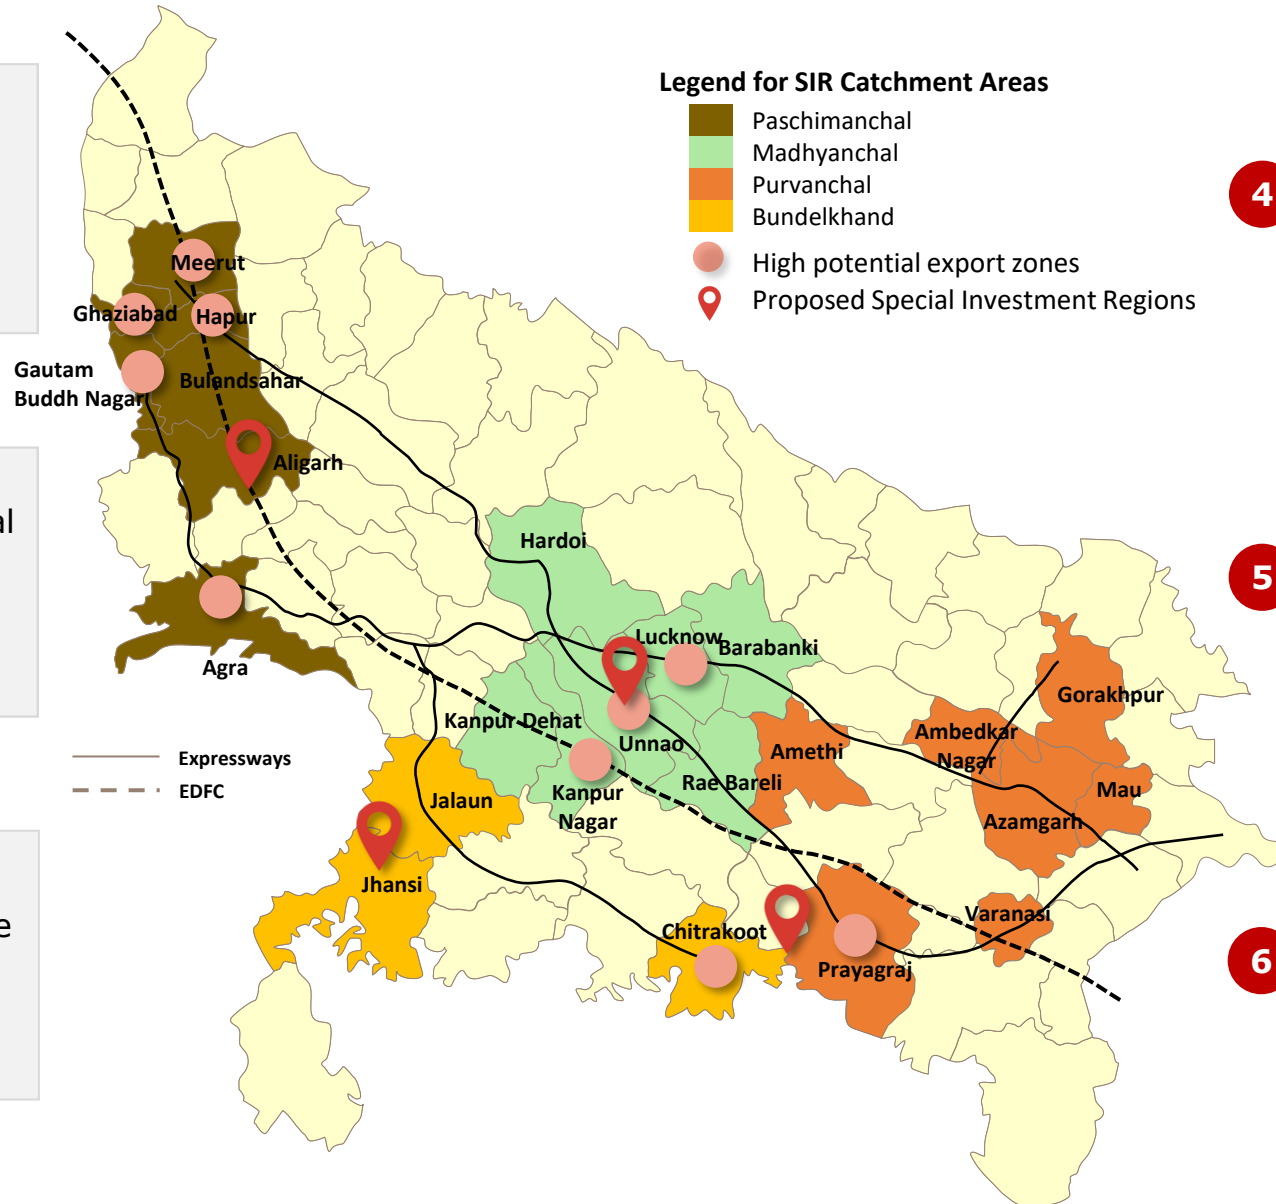 Legend for SIR Catchment Areas
Paschimanchal
Madhyanchal
Purvanchal
Bundelkhand
High potential export zones
Proposed Special Investment Regions
4
Meerut
Ghaziabad
Hapur
Gautam
Buddh Nagar
Bulandsahar
Aligarh
al
Hardoi
5
Agra
Lucknow
Barabanki
Gorakhpur
Kanpur Dehat
Unnao
Amethi
Ambedkar
Nagar
Expressways
EDFC
Jalaun
Kanpur
Nagar
Rae Bareli
Mau
Azamgarh
Jhansi
e
Chitrakoot
Varanasi
Prayagraj
6